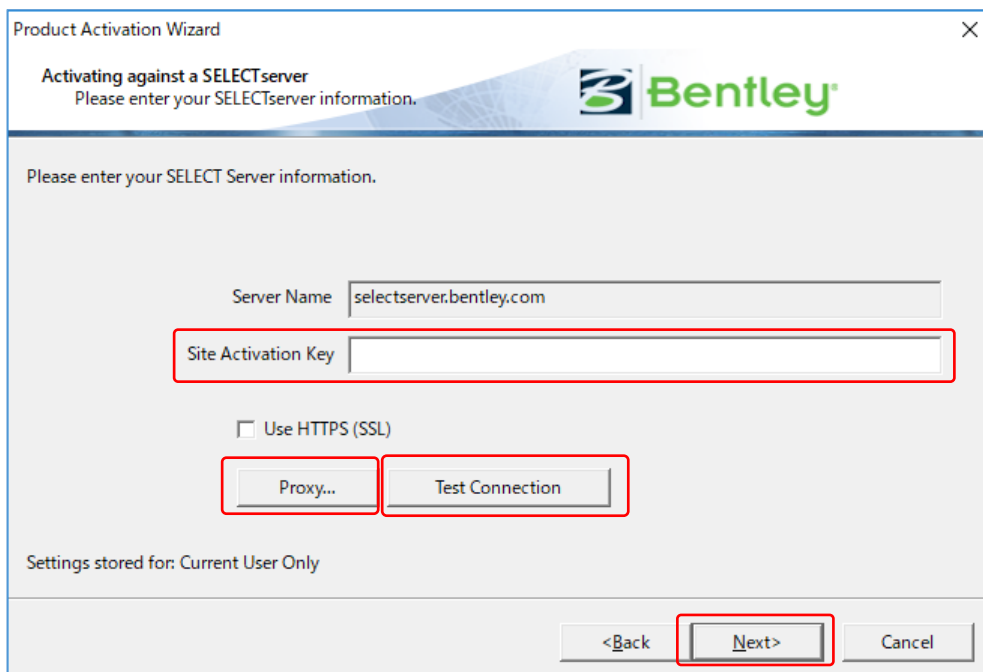 Product Activation Wizard
Activating against a SELECTserver
Please enter your SELECTserver information.
Bentley
Please enter your SELECT Server information.
Server Name selectserver.bentley.com
Site Activation Key
Use HTTPS (SSL)
Proxy... Test Connection
Settings stored for: Current User Only
<Back Next> Cancel